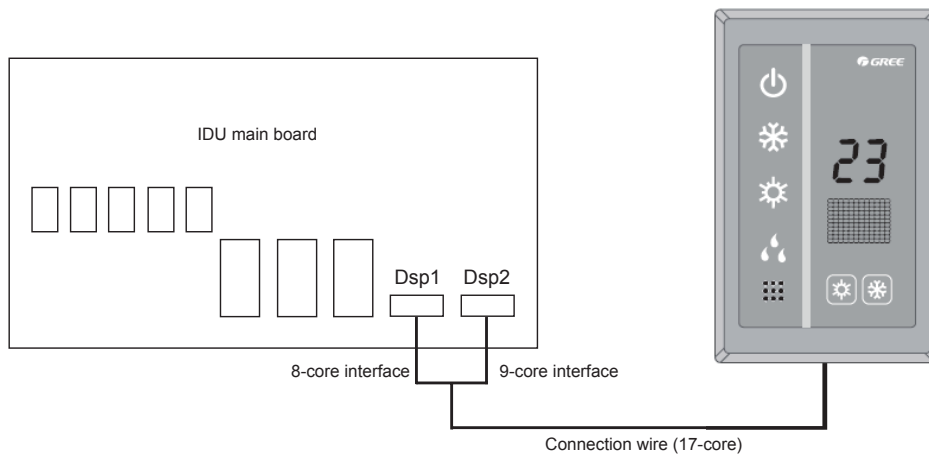 GREE
IDU main board
23
Dsp1 Dsp2
8-core interface 9-core interface
Connection wire (17-core)